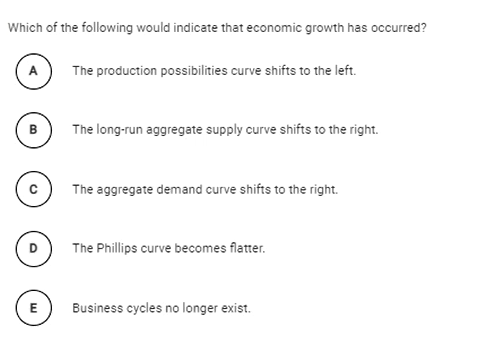 Which of the following would indicate that economic growth has occurred?
A The production possibilities curve shifts to the left.
B The long-run aggregate supply curve shifts to the right.
C The aggregate demand curve shifts to the right.
D The Phillips curve becomes flatter.
E Business cycles no longer exist.